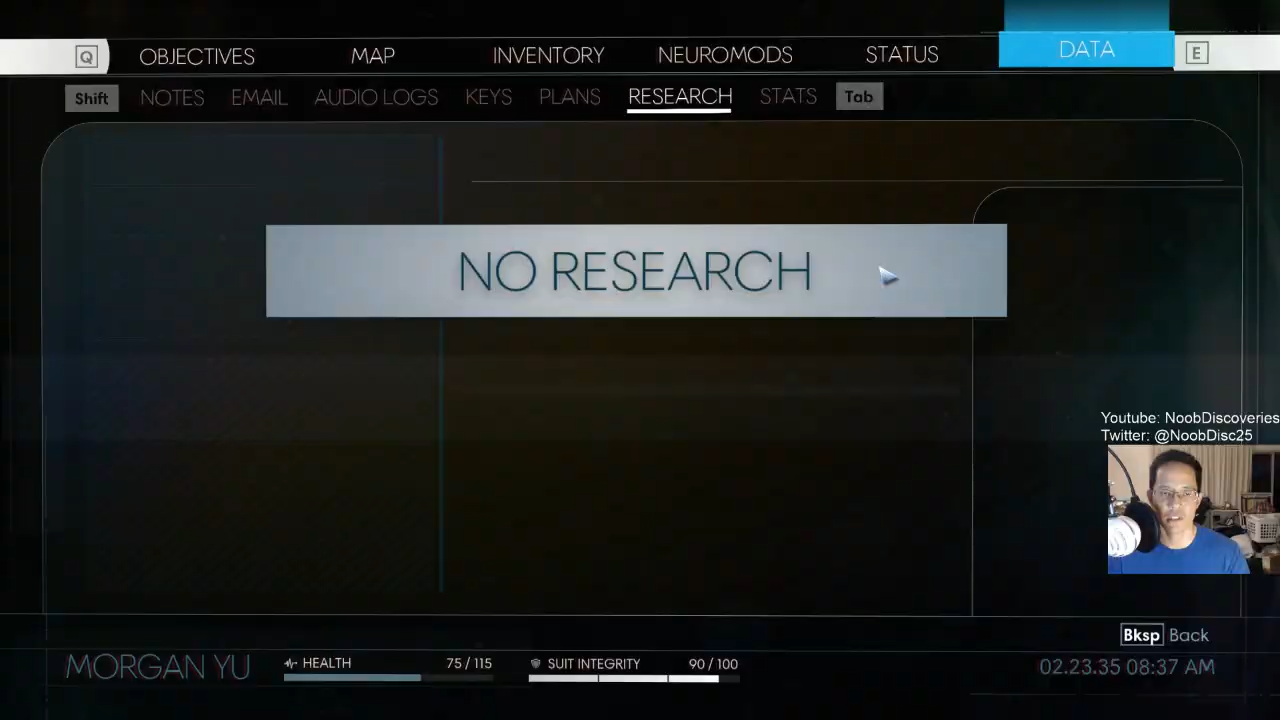 Q OBJECTIVES MAP INVENTORY NEUROMODS STATUS DATA E
Shift NOTES EMAIL AUDIO LOGS KEYS PLANS RESEARCH STATS Tab
NO RESEARCH
Youtube: NoobDiscoveries
Twitter: @NoobDisc25
Bksp Back
MORGAN YU HEALTH 75 / 115 SUIT INTEGRITY 90 / 100 02.23.35 08:37 AM